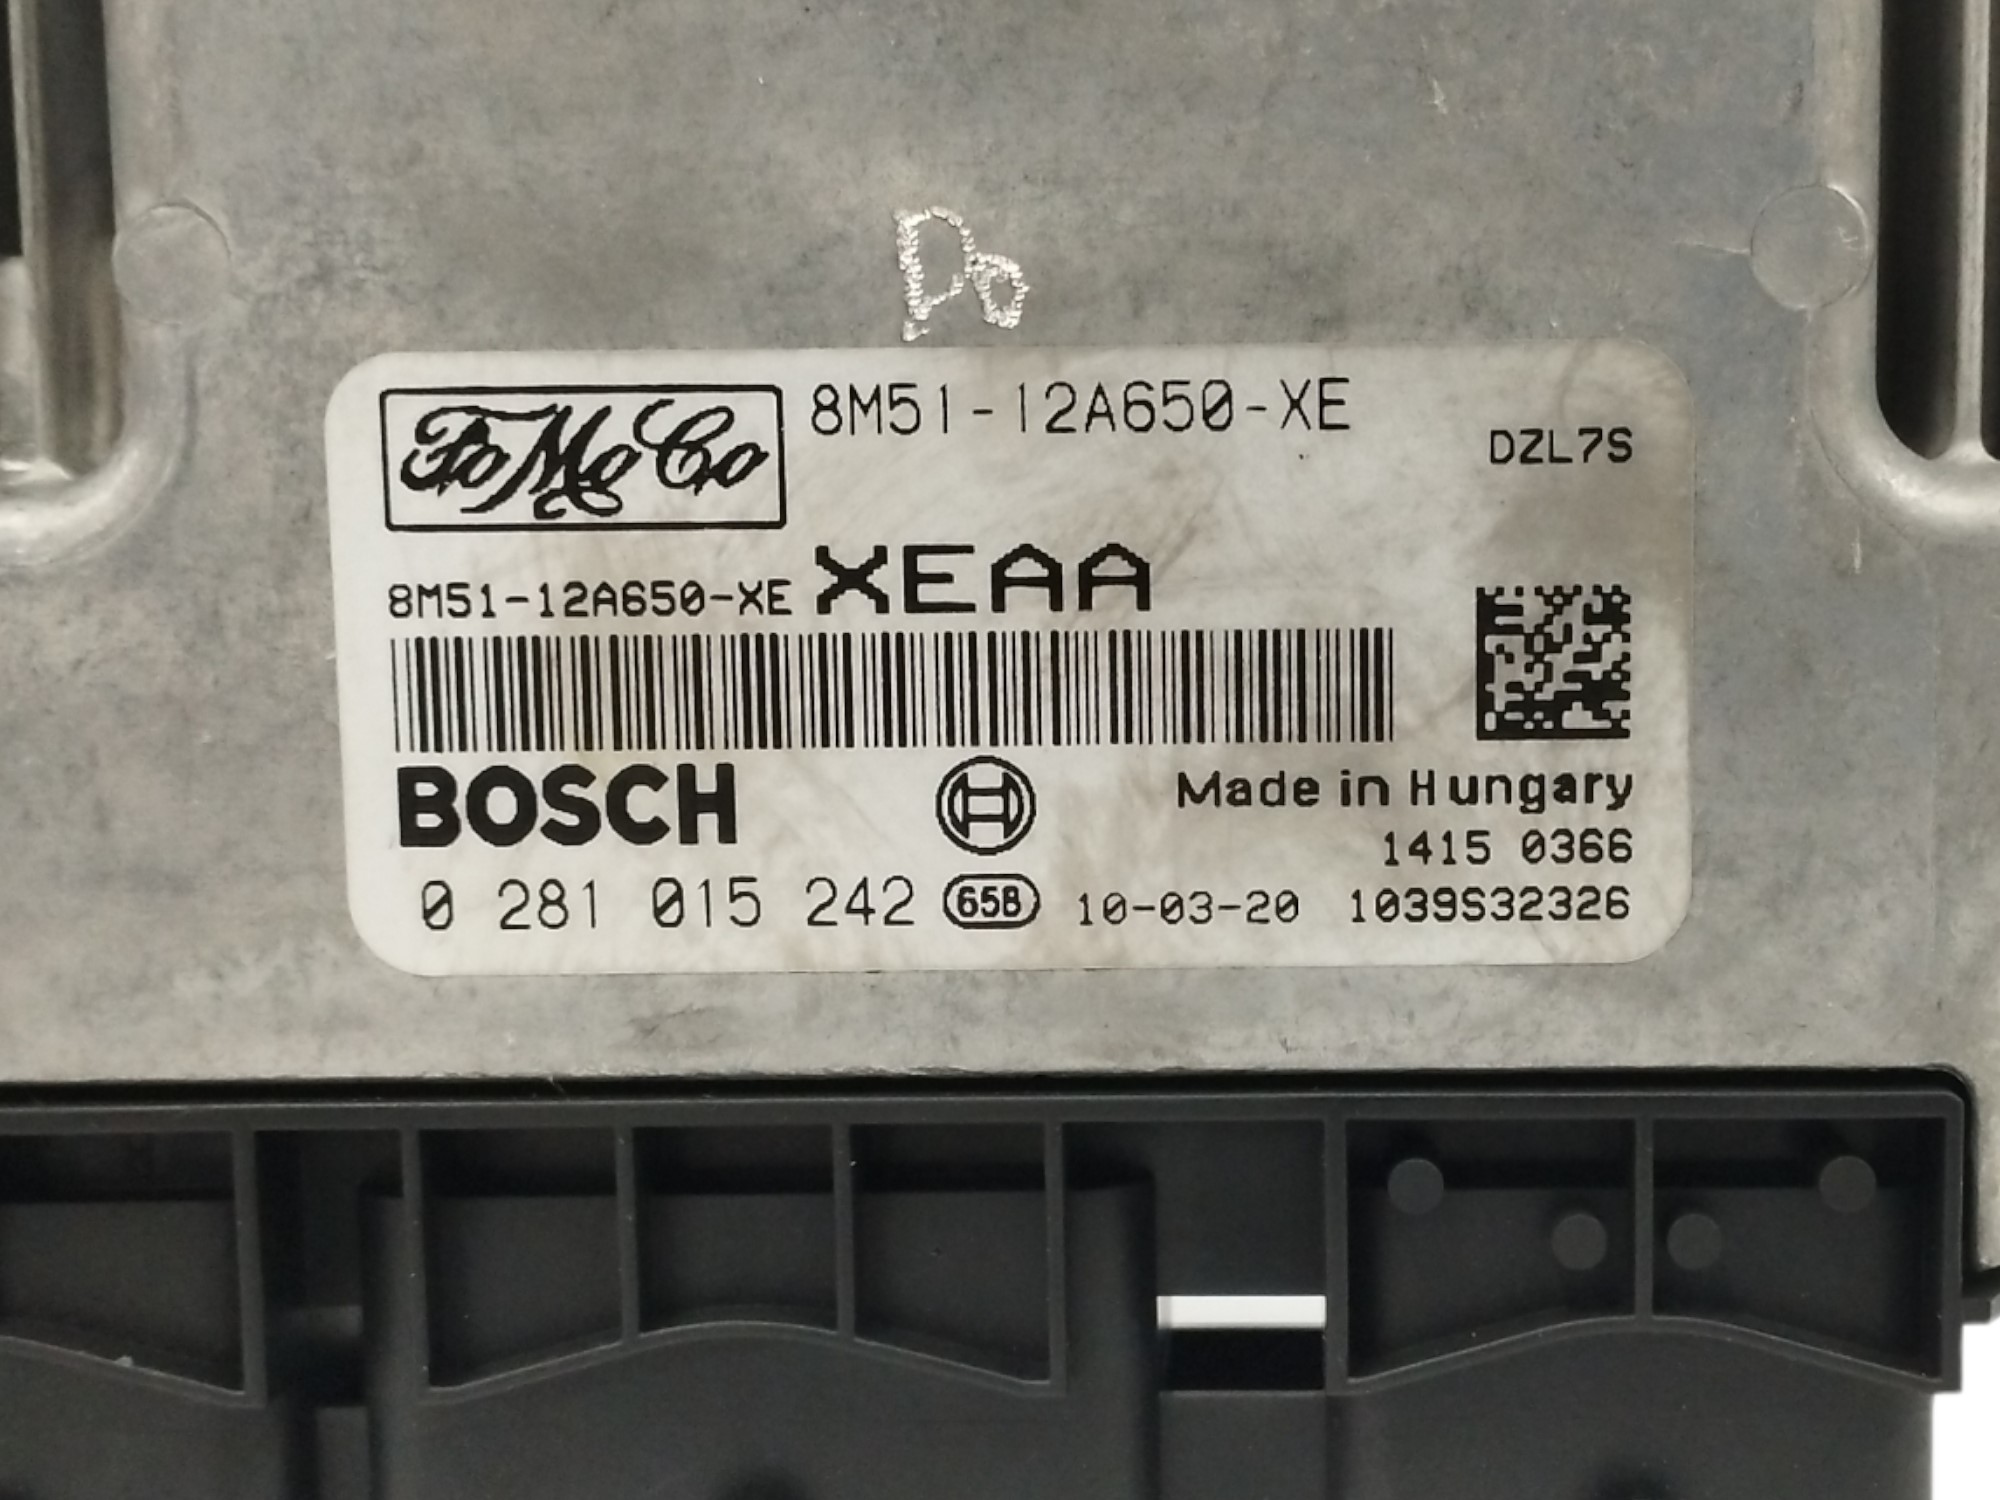 Do
FoMoCo
8M51-12A650-XE
DZL7S
8M51-12A650-XE XEAA
BOSCH
Made in Hungary
1415 0366
0 281 015 242 658 10-03-20 1039S32326